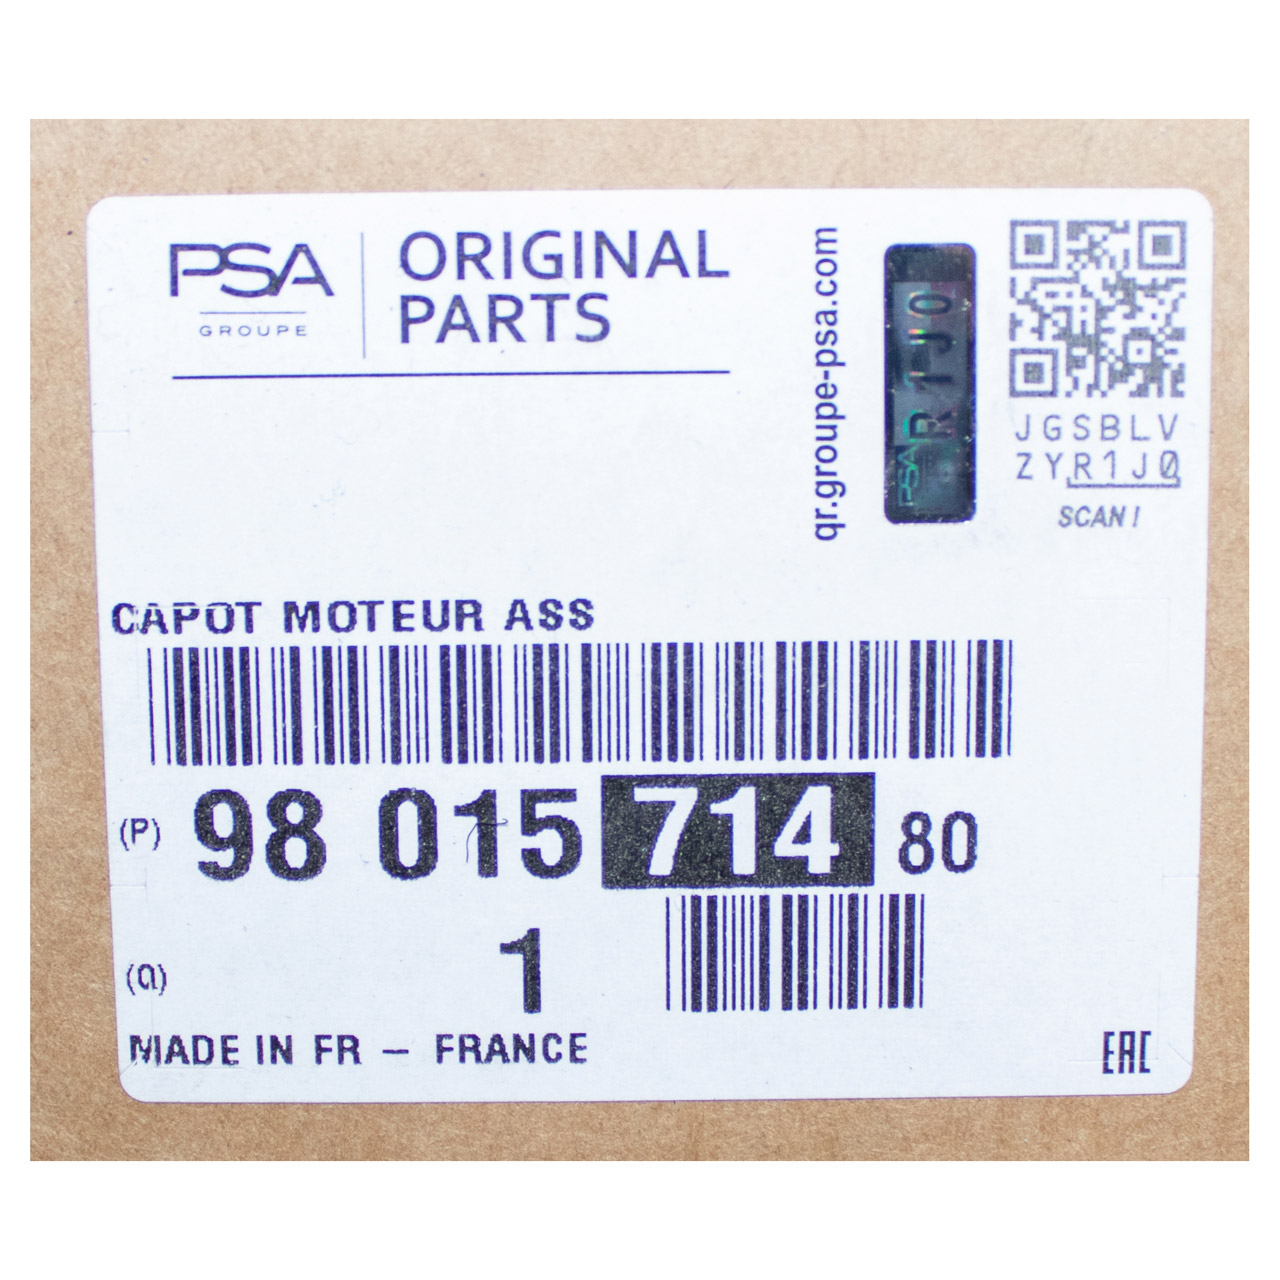 PSA
GROUPE
ORIGINAL
PARTS
qr.groupe-psa.com
PSA R1J0
JGSBLV
ZYR1J0
SCAN!
CAPOT MOTEUR ASS
(P) 98 015 714 80
(Q) 1
MADE IN FR – FRANCE
EAC